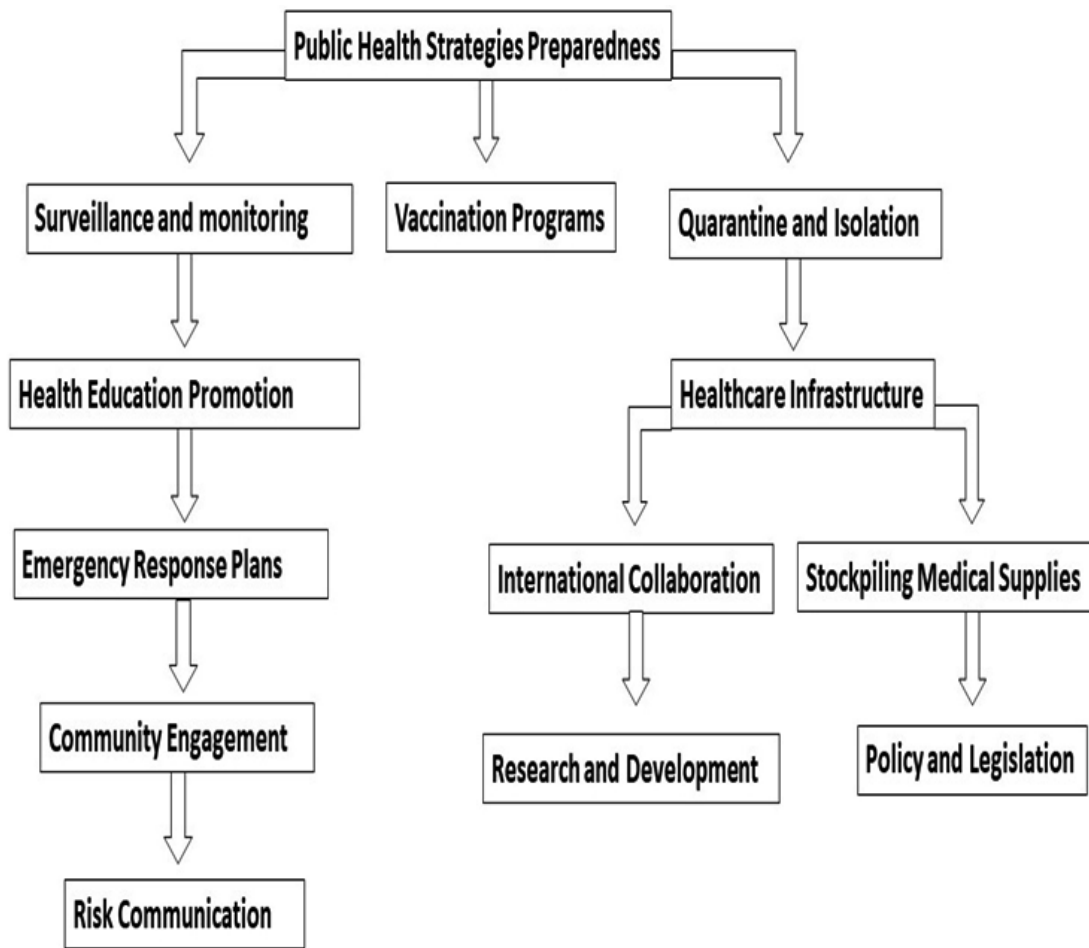 Public Health Strategies Preparedness
Surveillance and monitoring
Vaccination Programs
Quarantine and Isolation
Health Education Promotion
Healthcare Infrastructure
Emergency Response Plans
International Collaboration
Stockpiling Medical Supplies
Community Engagement
Research and Development
Policy and Legislation
Risk Communication